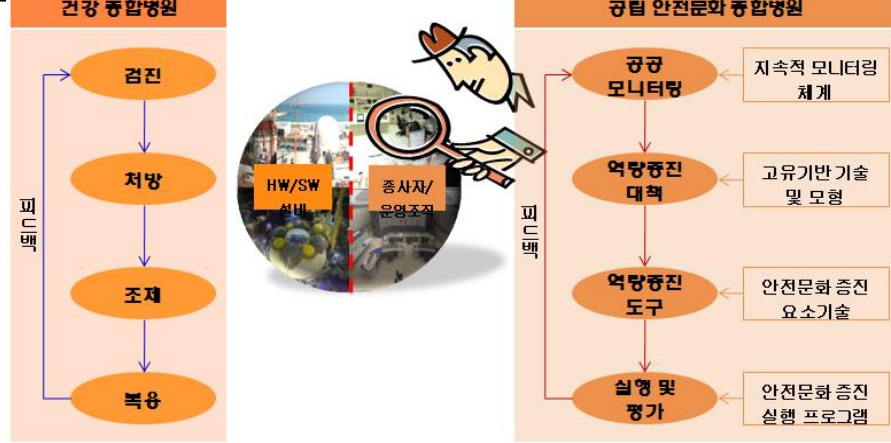 건강 종합병원
검진
처방
조제
복용
피드백
HW/SW
설비
종사자/
운영조직
공립 안전문화 종합병원
공공
모니터링
역량증진
대책
역량증진
도구
실행 및
평가
피드백
지속적 모니터링
체계
고유기반 기술
및 모형
안전문화 증진
요소기술
안전문화 증진
실행 프로그램